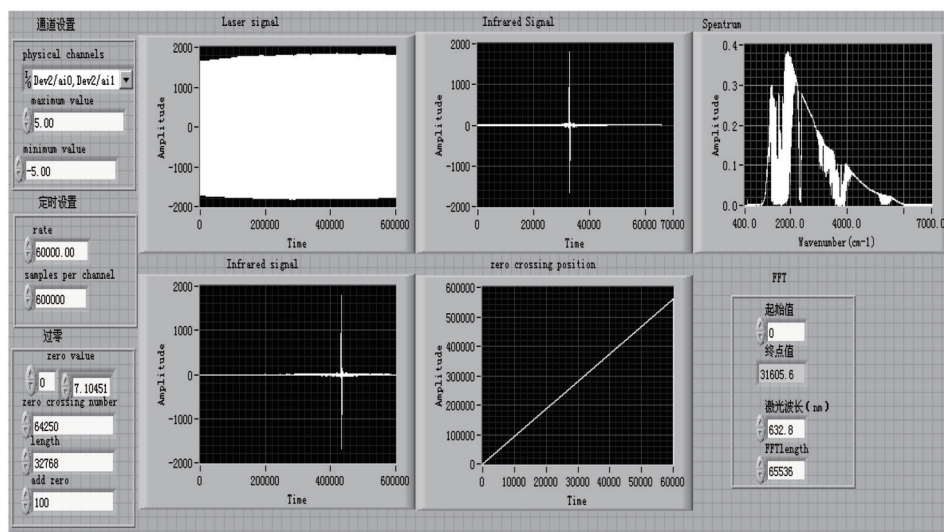 通道设置
physical channels
Dev2/ai0,Dev2/ai1
maximum value
5.00
minimum value
-5.00
定时设置
rate
60000.00
samples per channel
600000
过零
zero value
0 7.10451
zero crossing number
64250
length
32768
add zero
100
Laser signal
Amplitude
2000
1000
0
-1000
-2000
0 200000 400000 600000
Time
Infrared Signal
Amplitude
2000
1000
0
-1000
-2000
0 20000 40000 60000 70000
Time
Spentrum
Amplitude
0.4
0.3
0.2
0.1
0.0
400.0 2000.0 4000.0 7000.0
Wavenumber(cm-1)
Infrared signal
Amplitude
2000
1000
0
-1000
-2000
0 200000 400000 600000
Time
zero crossing position
Amplitude
600000
500000
400000
300000
200000
100000
0
0 10000 20000 30000 40000 50000 60000
Time
FFT
起始值
0
终点值
31605.6
激光波长(nm)
632.8
FFTlength
65536